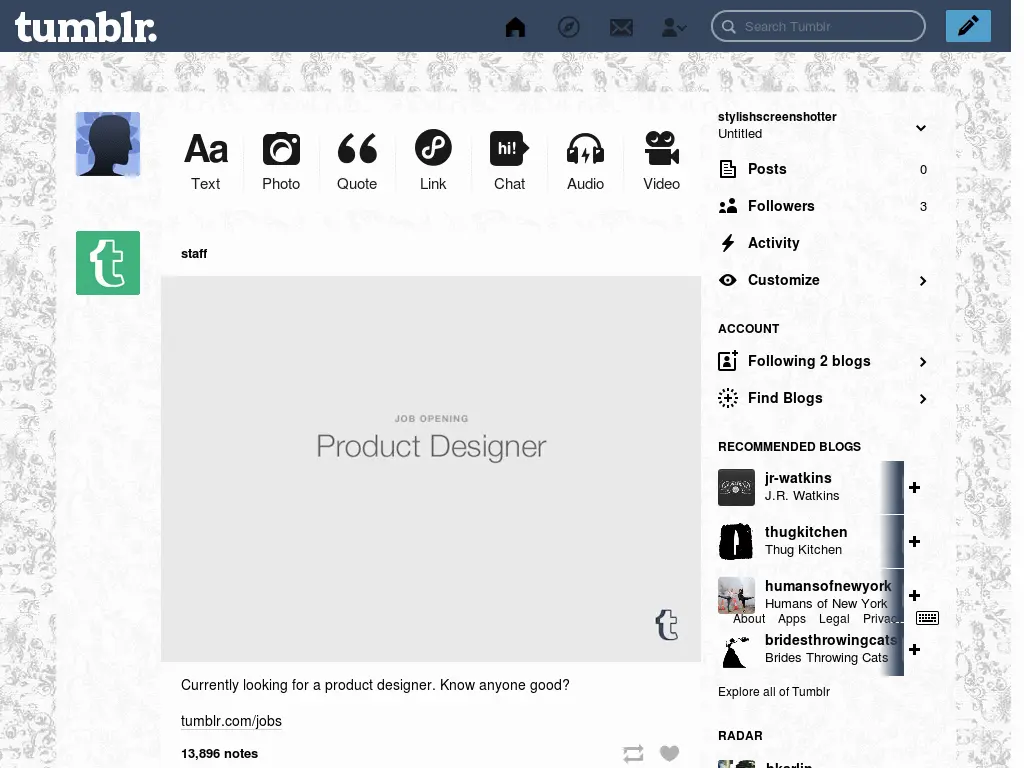 tumblr.
Search Tumblr
Aa
Text
Photo
Quote
Link
hi!
Chat
Audio
Video
stylishscreenshotter
Untitled
Posts 0
Followers 3
Activity
Customize
ACCOUNT
Following 2 blogs
Find Blogs
RECOMMENDED BLOGS
jr-watkins
J.R. Watkins
thugkitchen
Thug Kitchen
humansofnewyork
Humans of New York
About Apps Legal Privac
bridesthrowingcats
Brides Throwing Cats
Explore all of Tumblr
RADAR
bkarlin
staff
JOB OPENING
Product Designer
t
Currently looking for a product designer. Know anyone good?
tumblr.com/jobs
13,896 notes